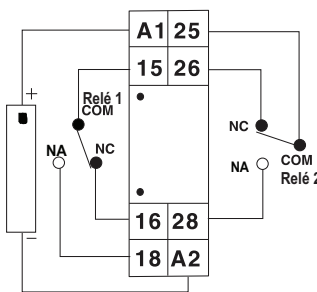 A1 25
15 26
+
Relé 1
COM
NA
NC
NC
NA
COM
Relé 2
16 28
18 A2
−